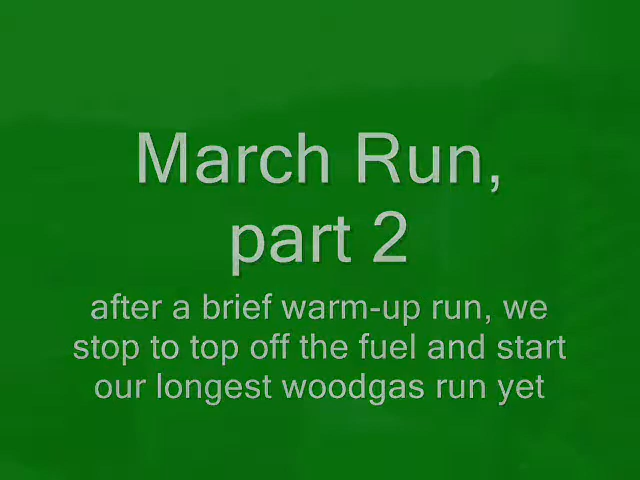 March Run,
part 2
after a brief warm-up run, we
stop to top off the fuel and start
our longest woodgas run yet